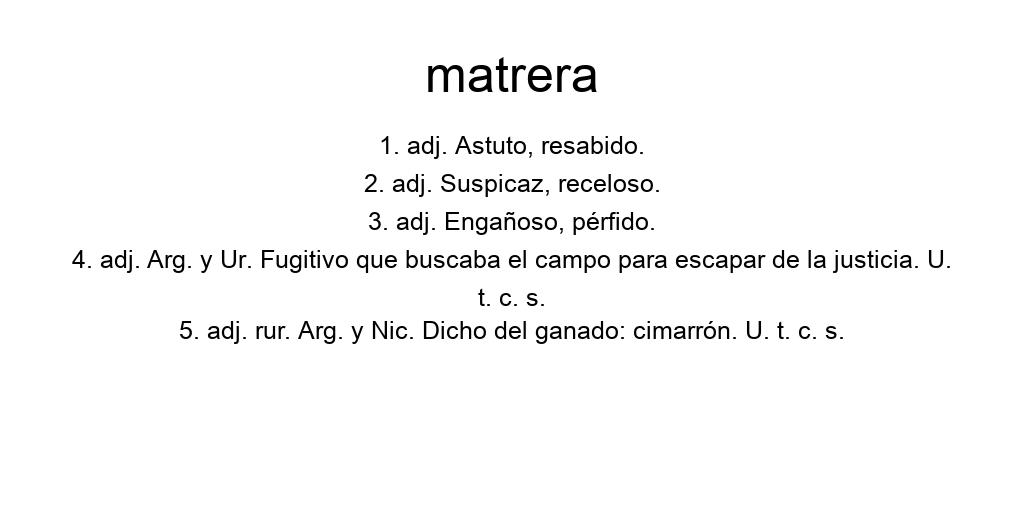 matrera
1. adj. Astuto, resabido.
2. adj. Suspicaz, receloso.
3. adj. Engañoso, pérfido.
4. adj. Arg. y Ur. Fugitivo que buscaba el campo para escapar de la justicia. U.
t. c. s.
5. adj. rur. Arg. y Nic. Dicho del ganado: cimarrón. U. t. c. s.